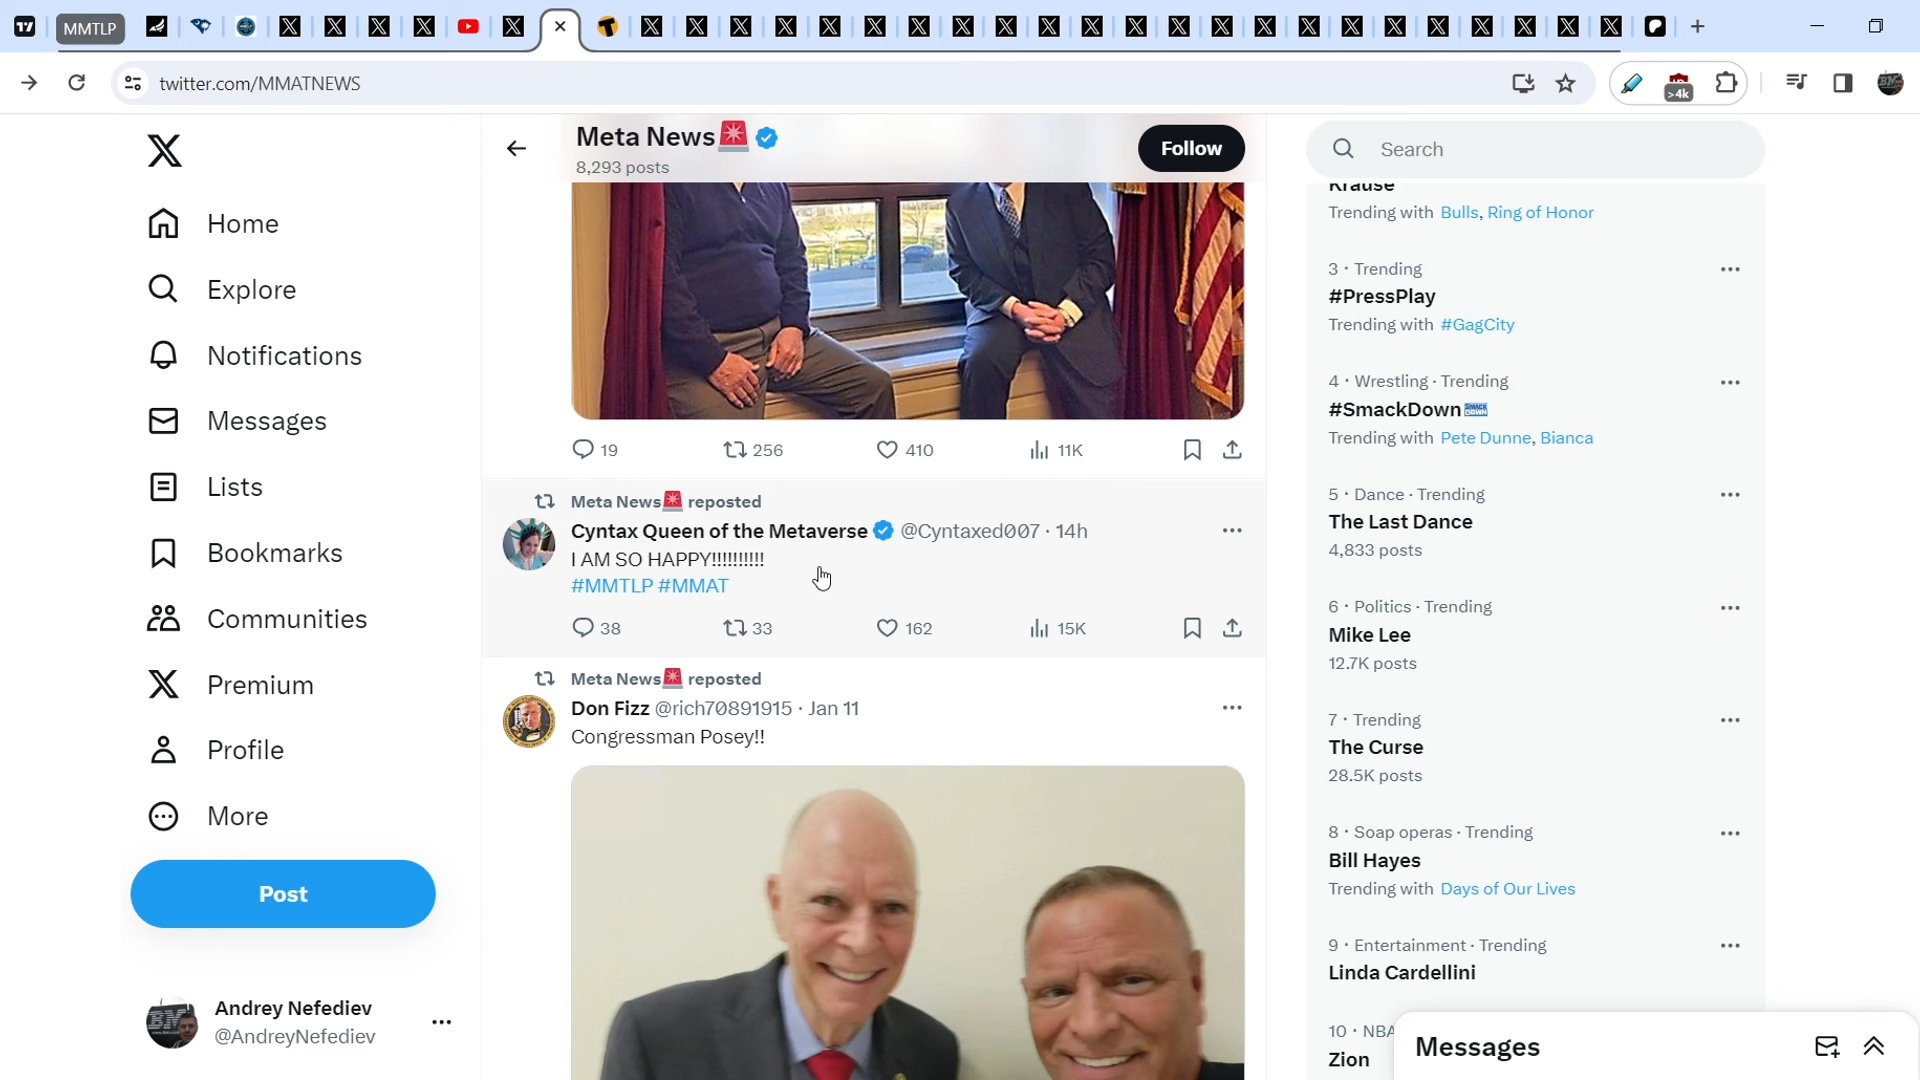 MMTLP
twitter.com/MMATNEWS
>4k
Meta News
8,293 posts
Follow
Search
Home
Explore
Notifications
Messages
Lists
Bookmarks
Communities
Premium
Profile
More
Post
Andrey Nefediev
@AndreyNefediev
19
256
410
11K
Meta News reposted
Cyntax Queen of the Metaverse @Cyntaxed007 · 14h
I AM SO HAPPY!!!!!!!!!!
#MMTLP #MMAT
38
33
162
15K
Meta News reposted
Don Fizz @rich70891915 · Jan 11
Congressman Posey!!
Krause
Trending with Bulls, Ring of Honor
3 · Trending
#PressPlay
Trending with #GagCity
4 · Wrestling · Trending
#SmackDown
Trending with Pete Dunne, Bianca
5 · Dance · Trending
The Last Dance
4,833 posts
6 · Politics · Trending
Mike Lee
12.7K posts
7 · Trending
The Curse
28.5K posts
8 · Soap operas · Trending
Bill Hayes
Trending with Days of Our Lives
9 · Entertainment · Trending
Linda Cardellini
10 · NBA
Zion
Messages